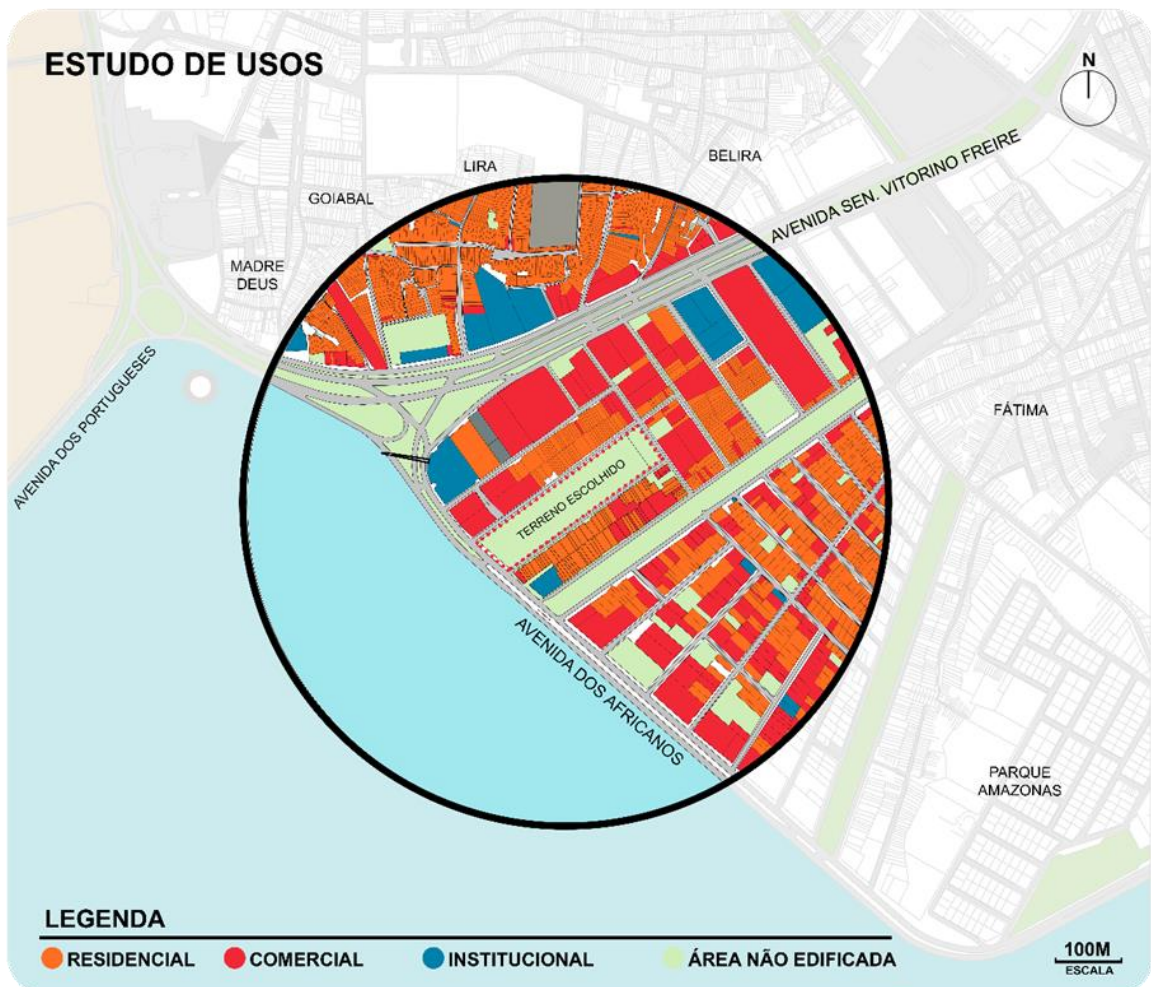 ESTUDO DE USOS
N
BELIRA
LIRA
GOIABAL
AVENIDA SEN. VITORINO FREIRE
MADRE
DEUS
AVENIDA DOS PORTUGUESES
FÁTIMA
TERRENO ESCOLHIDO
AVENIDA DOS AFRICANOS
PARQUE
AMAZONAS
LEGENDA
RESIDENCIAL
COMERCIAL
INSTITUCIONAL
ÁREA NÃO EDIFICADA
100M
ESCALA